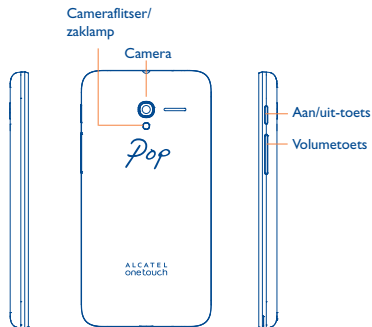 Cameraflitser/
zaklamp
Camera
Aan/uit-toets
Volumetoets
Pop
ALCATEL
onetouch